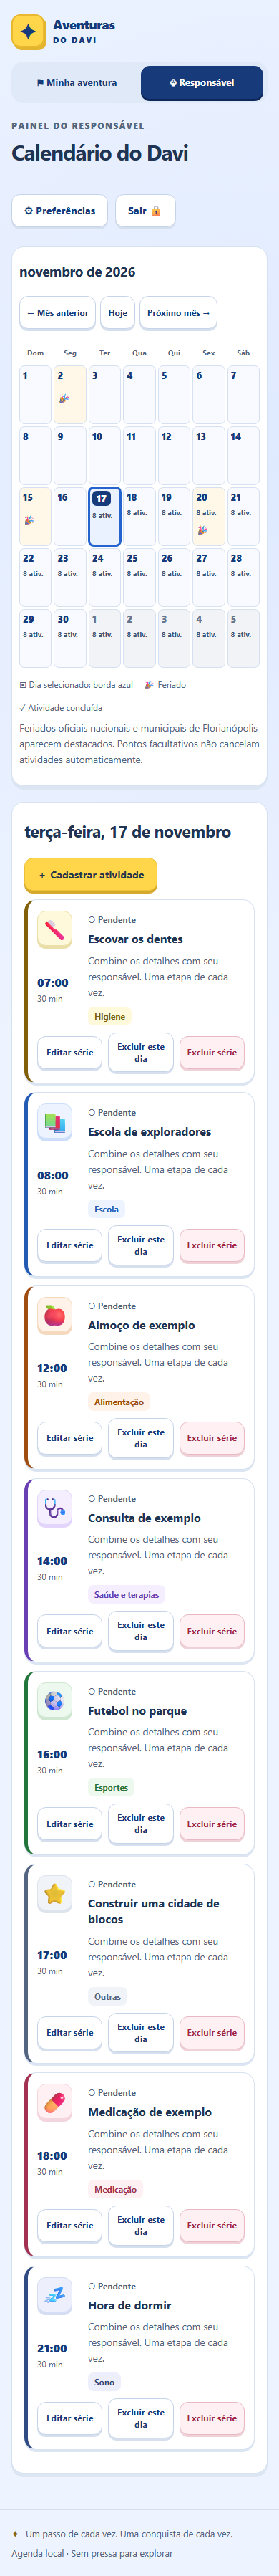 Aventuras
DO DAVI
Minha aventura
Responsável
PAINEL DO RESPONSÁVEL
Calendário do Davi
Preferências
Sair
novembro de 2026
← Mês anterior
Hoje
Próximo mês →
Dom Seg Ter Qua Qui Sex Sáb
1 2 3 4 5 6 7
8 9 10 11 12 13 14
15 16 17 18 19 20 21
8 ativ. 8 ativ. 8 ativ. 8 ativ. 8 ativ.
22 23 24 25 26 27 28
8 ativ. 8 ativ. 8 ativ. 8 ativ. 8 ativ. 8 ativ. 8 ativ.
29 30 1 2 3 4 5
8 ativ. 8 ativ. 8 ativ. 8 ativ. 8 ativ. 8 ativ. 8 ativ.
▣ Dia selecionado: borda azul 🎉 Feriado
✓ Atividade concluída
Feriados oficiais nacionais e municipais de Florianópolis
aparecem destacados. Pontos facultativos não cancelam
atividades automaticamente.
terça-feira, 17 de novembro
+ Cadastrar atividade
○ Pendente
Escovar os dentes
07:00
30 min
Combine os detalhes com seu
responsável. Uma etapa de cada
vez.
Higiene
Editar série
Excluir este
dia
Excluir série
○ Pendente
Escola de exploradores
08:00
30 min
Combine os detalhes com seu
responsável. Uma etapa de cada
vez.
Escola
Editar série
Excluir este
dia
Excluir série
○ Pendente
Almoço de exemplo
12:00
30 min
Combine os detalhes com seu
responsável. Uma etapa de cada
vez.
Alimentação
Editar série
Excluir este
dia
Excluir série
○ Pendente
Consulta de exemplo
14:00
30 min
Combine os detalhes com seu
responsável. Uma etapa de cada
vez.
Saúde e terapias
Editar série
Excluir este
dia
Excluir série
○ Pendente
Futebol no parque
16:00
30 min
Combine os detalhes com seu
responsável. Uma etapa de cada
vez.
Esportes
Editar série
Excluir este
dia
Excluir série
○ Pendente
Construir uma cidade de
blocos
17:00
30 min
Combine os detalhes com seu
responsável. Uma etapa de cada
vez.
Outras
Editar série
Excluir este
dia
Excluir série
○ Pendente
Medicação de exemplo
18:00
30 min
Combine os detalhes com seu
responsável. Uma etapa de cada
vez.
Medicação
Editar série
Excluir este
dia
Excluir série
○ Pendente
Hora de dormir
21:00
30 min
Combine os detalhes com seu
responsável. Uma etapa de cada
vez.
Sono
Editar série
Excluir este
dia
Excluir série
✦ Um passo de cada vez. Uma conquista de cada vez.
Agenda local · Sem pressa para explorar